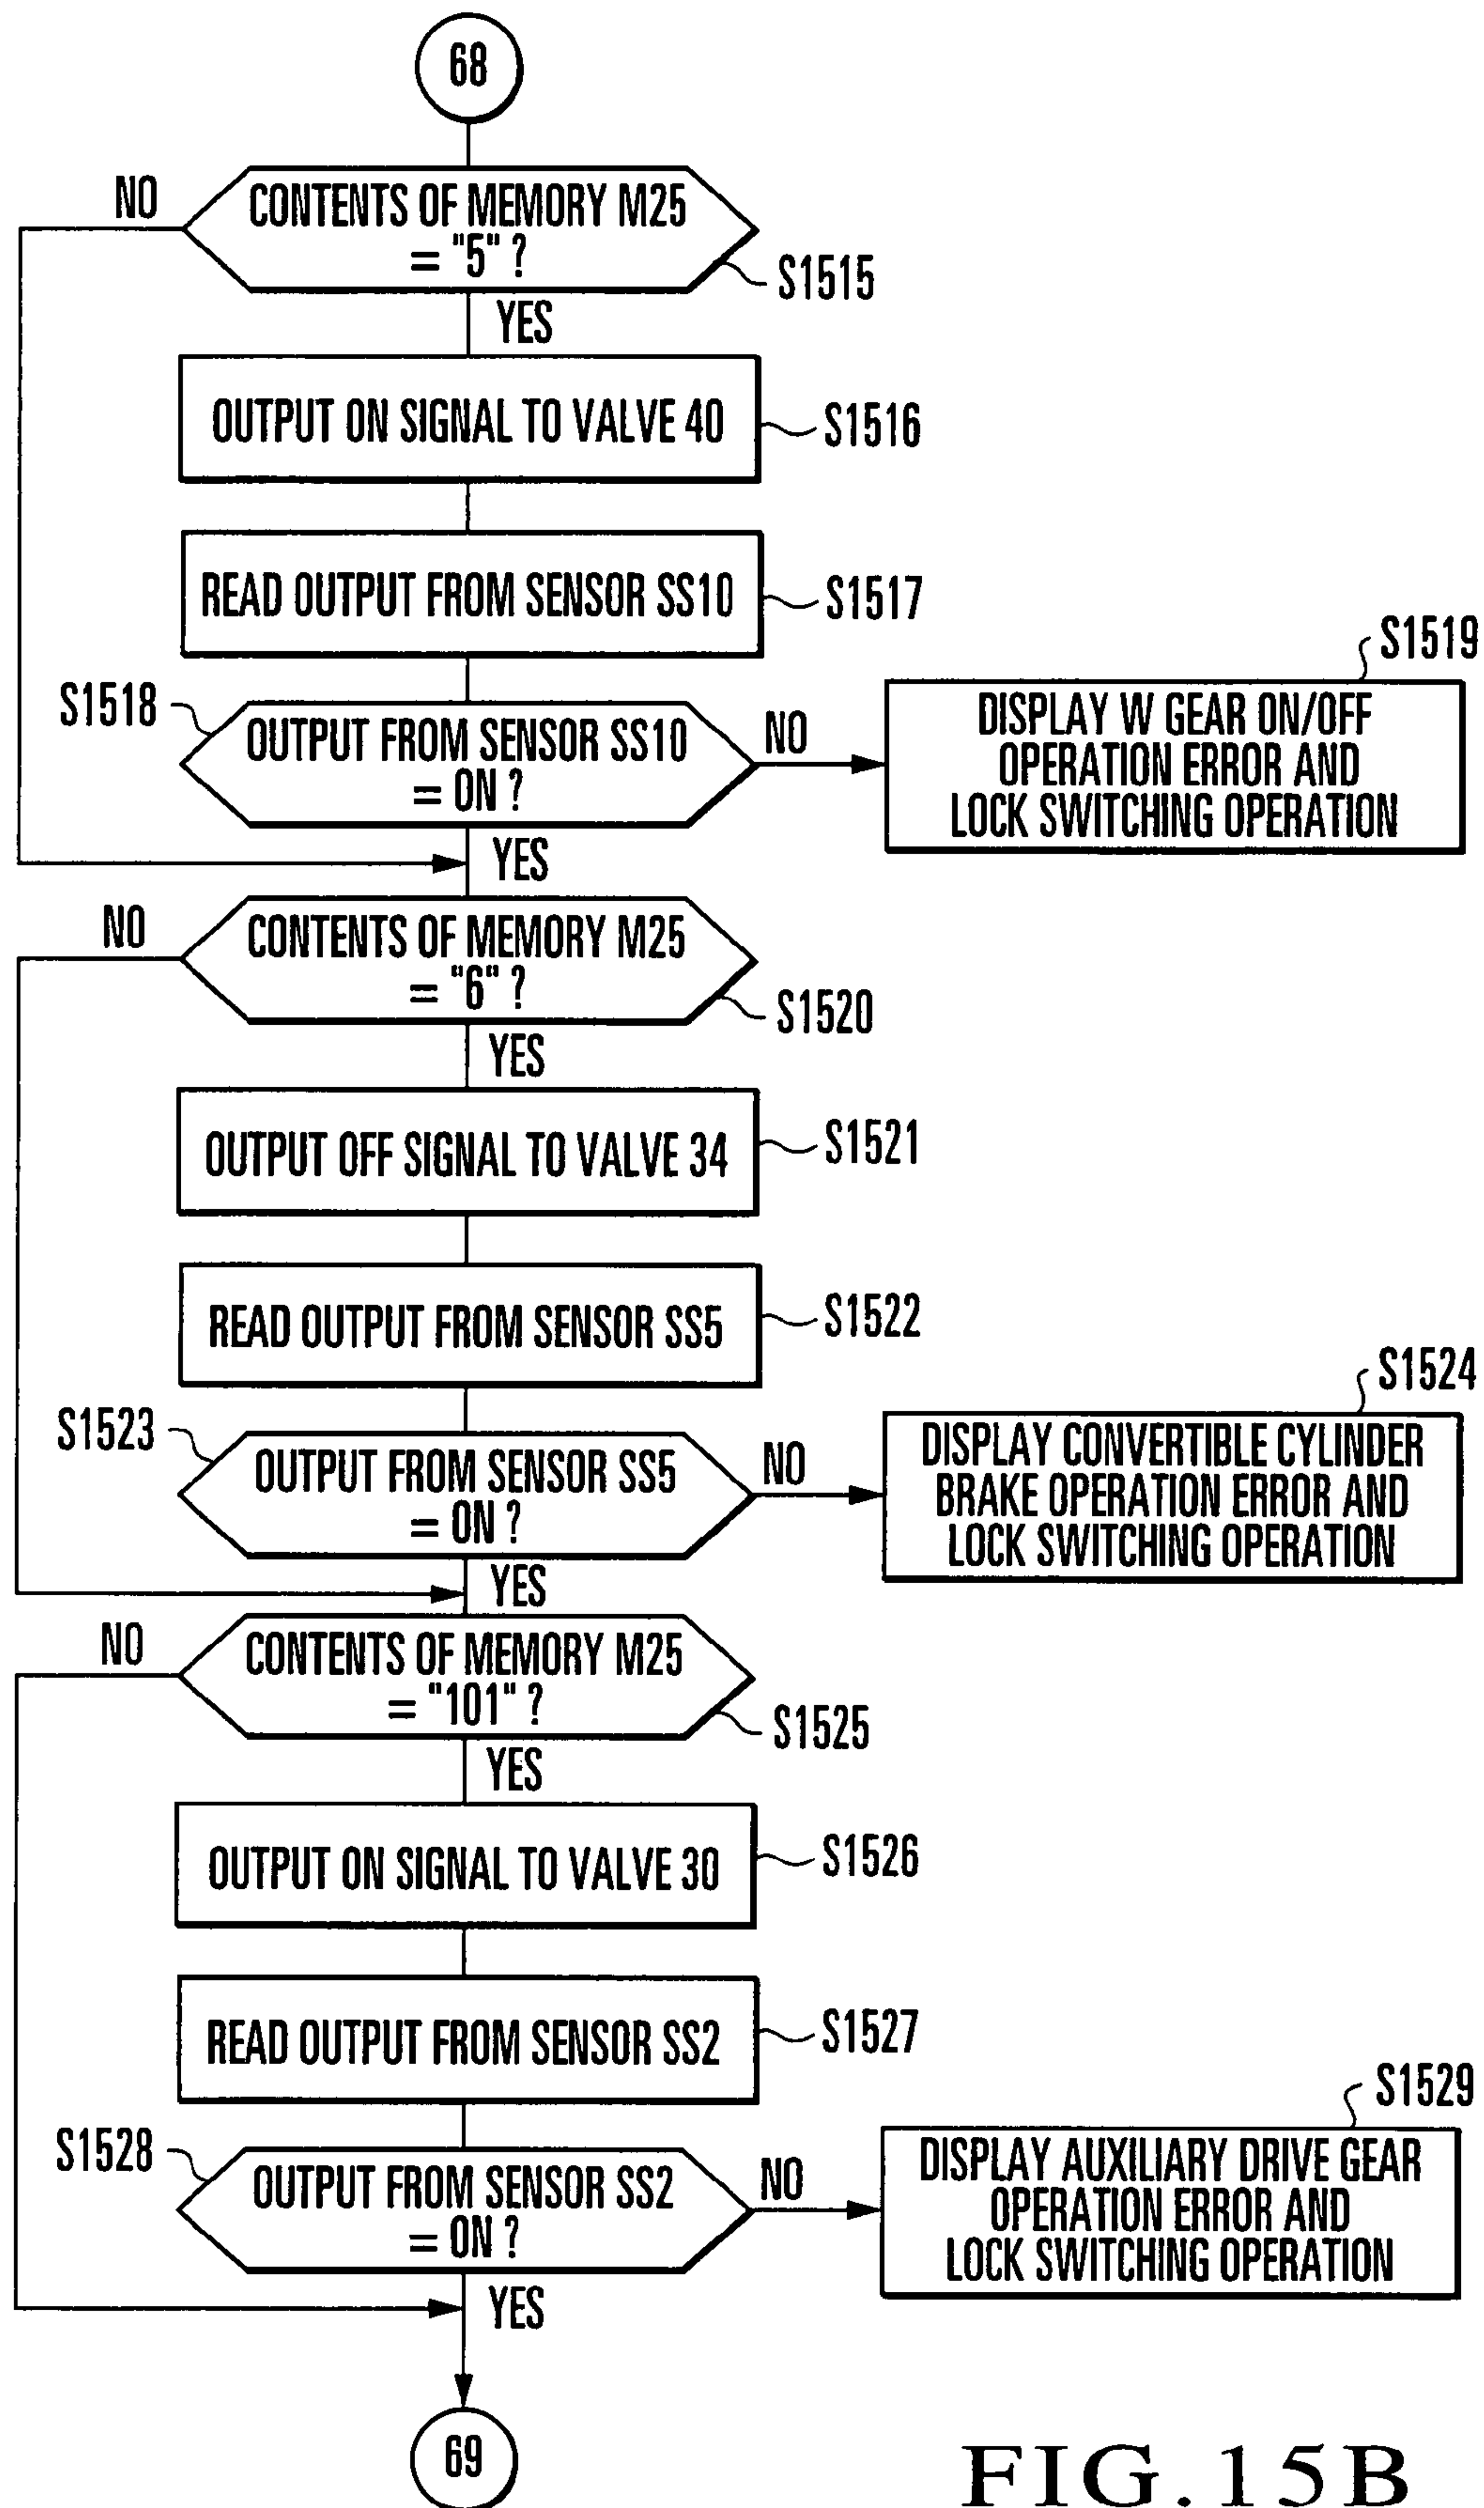 68
NO
CONTENTS OF MEMORY M25
= "5" ?
S1515
YES
OUTPUT ON SIGNAL TO VALVE 40
S1516
READ OUTPUT FROM SENSOR SS10
S1517
S1518
OUTPUT FROM SENSOR SS10
= ON ?
NO
S1519
DISPLAY W GEAR ON/OFF
OPERATION ERROR AND
LOCK SWITCHING OPERATION
YES
NO
CONTENTS OF MEMORY M25
= "6" ?
S1520
YES
OUTPUT OFF SIGNAL TO VALVE 34
S1521
READ OUTPUT FROM SENSOR SS5
S1522
S1523
OUTPUT FROM SENSOR SS5
= ON ?
NO
S1524
DISPLAY CONVERTIBLE CYLINDER
BRAKE OPERATION ERROR AND
LOCK SWITCHING OPERATION
YES
NO
CONTENTS OF MEMORY M25
= "101" ?
S1525
YES
OUTPUT ON SIGNAL TO VALVE 30
S1526
READ OUTPUT FROM SENSOR SS2
S1527
S1528
OUTPUT FROM SENSOR SS2
= ON ?
NO
S1529
DISPLAY AUXILIARY DRIVE GEAR
OPERATION ERROR AND
LOCK SWITCHING OPERATION
YES
69
FIG.15B